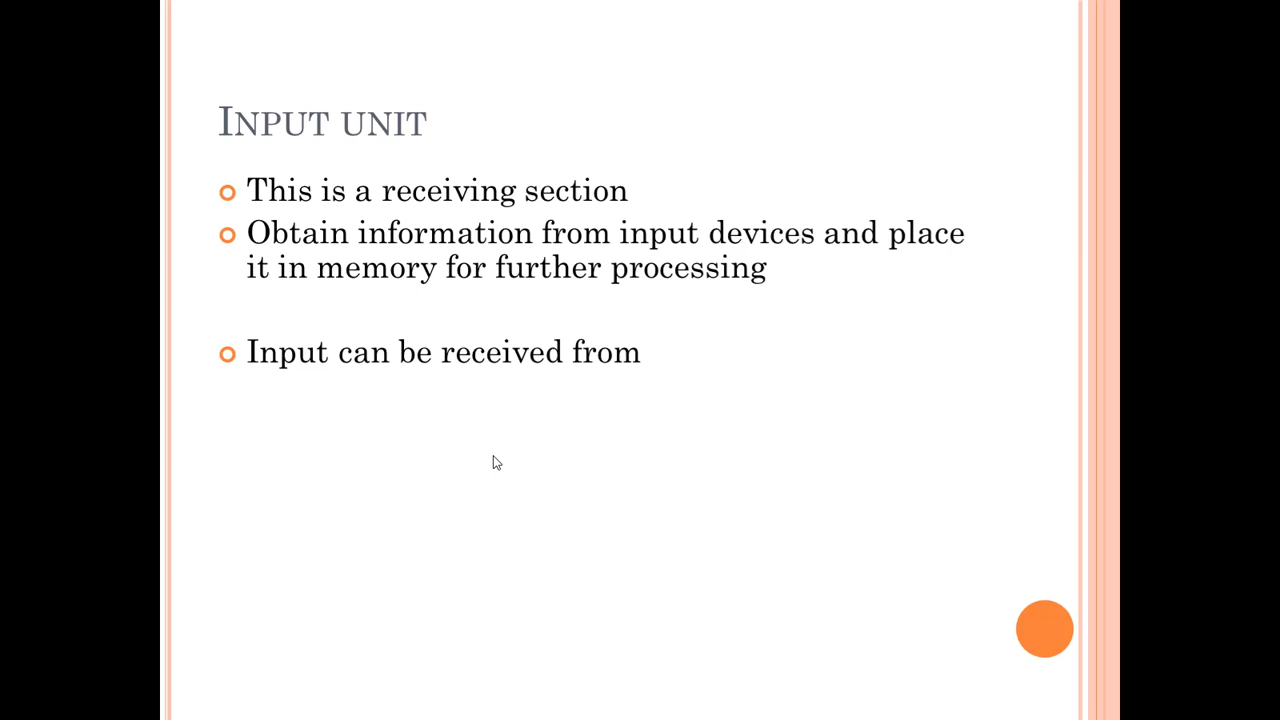 INPUT UNIT
This is a receiving section
Obtain information from input devices and place
it in memory for further processing
Input can be received from